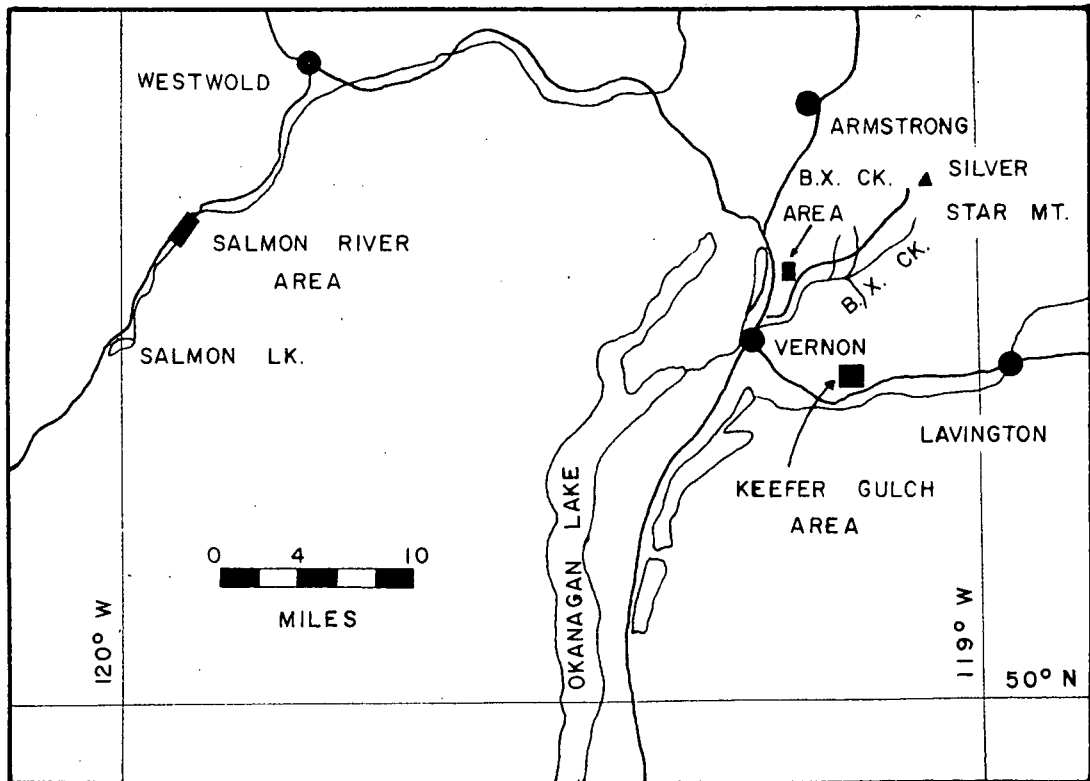 WESTWOLD
ARMSTRONG
B.X. CK.
AREA
SILVER
STAR MT.
B.X. CK.
SALMON RIVER
AREA
SALMON LK.
VERNON
LAVINGTON
KEEFER GULCH
AREA
OKANAGAN LAKE
0 4 10
MILES
120° W
119° W
50° N